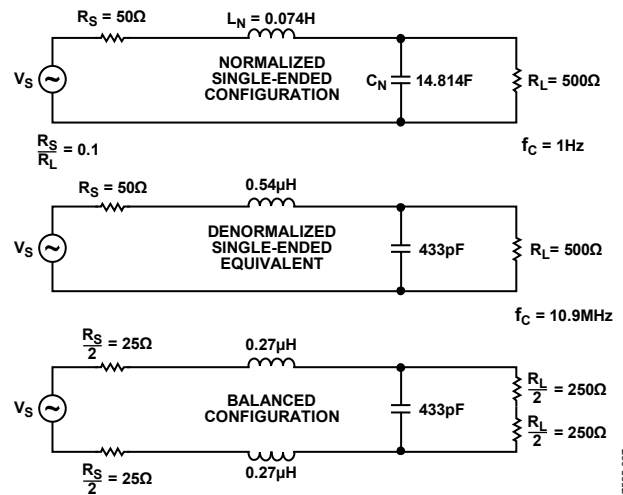 R_S = 50Ω
L_N = 0.074H
V_S
NORMALIZED
SINGLE-ENDED
CONFIGURATION
C_N
14.814F
R_L = 500Ω
R_S
R_L
= 0.1
f_C = 1Hz
R_S = 50Ω
0.54µH
V_S
DENORMALIZED
SINGLE-ENDED
EQUIVALENT
433pF
R_L = 500Ω
f_C = 10.9MHz
R_S
2
= 25Ω
0.27µH
V_S
BALANCED
CONFIGURATION
433pF
R_L
2
= 250Ω
R_L
2
= 250Ω
R_S
2
= 25Ω
0.27µH